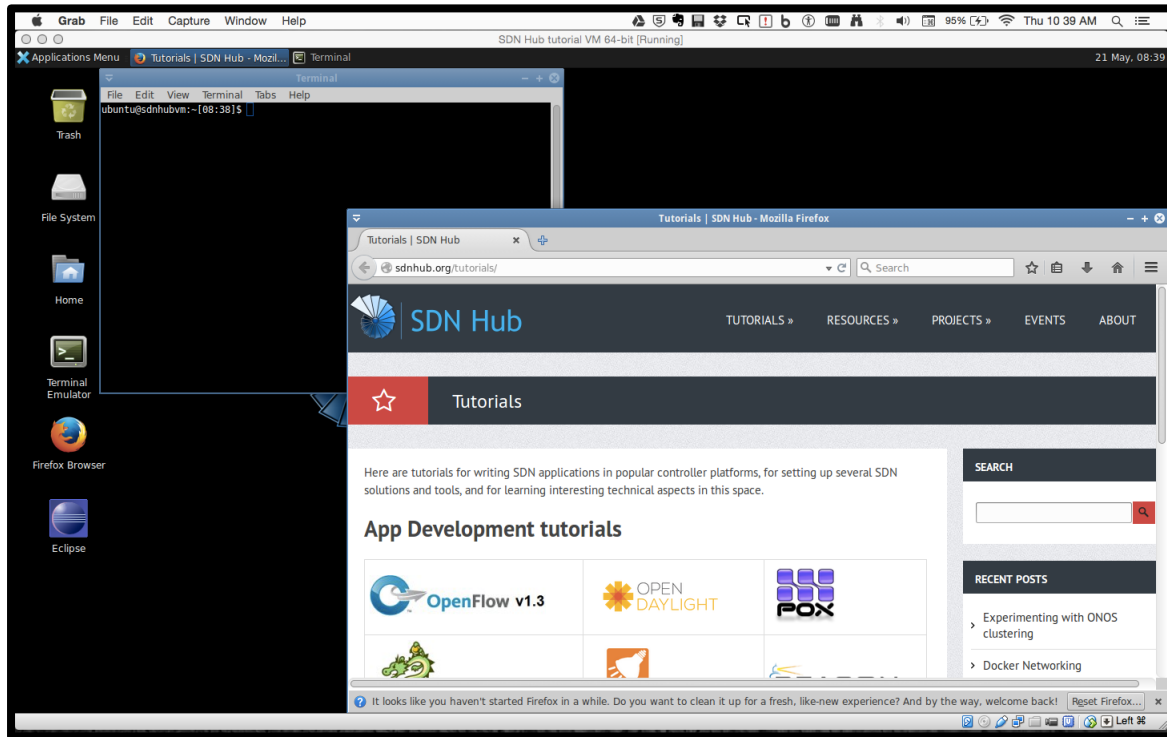 Grab File Edit Capture Window Help 95% Thu 10 39 AM
SDN Hub tutorial VM 64-bit [Running]
Applications Menu Tutorials | SDN Hub - Mozil... Terminal 21 May, 08:39
Terminal
File Edit View Terminal Tabs Help
ubuntu@sdnhubvm:~[08:38]$
Trash
File System
Home
Terminal
Emulator
Firefox Browser
Eclipse
Tutorials | SDN Hub - Mozilla Firefox
Tutorials | SDN Hub
sdnhub.org/tutorials/ Search
SDN Hub TUTORIALS » RESOURCES » PROJECTS » EVENTS ABOUT
Tutorials
Here are tutorials for writing SDN applications in popular controller platforms, for setting up several SDN
solutions and tools, and for learning interesting technical aspects in this space.
App Development tutorials
OpenFlow v1.3
OPEN
DAYLIGHT
POX
SEARCH
RECENT POSTS
Experimenting with ONOS
clustering
Docker Networking
It looks like you haven't started Firefox in a while. Do you want to clean it up for a fresh, like-new experience? And by the way, welcome back! Reset Firefox...
Left ⌘